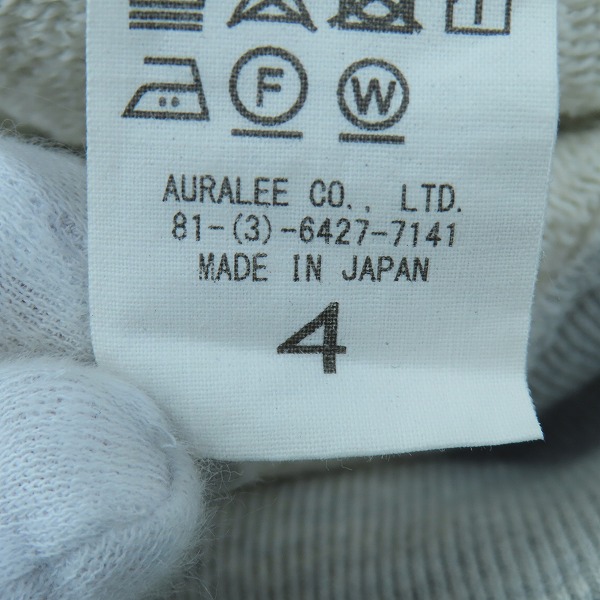 F W
AURALEE CO., LTD.
81-(3)-6427-7141
MADE IN JAPAN
4